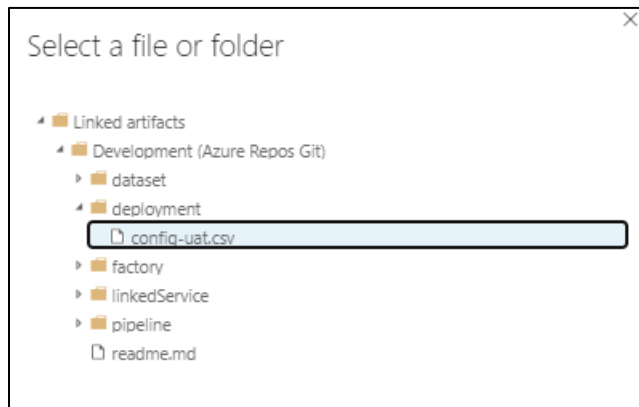 Select a file or folder
Linked artifacts
Development (Azure Repos Git)
dataset
deployment
config-uat.csv
factory
linkedService
pipeline
readme.md